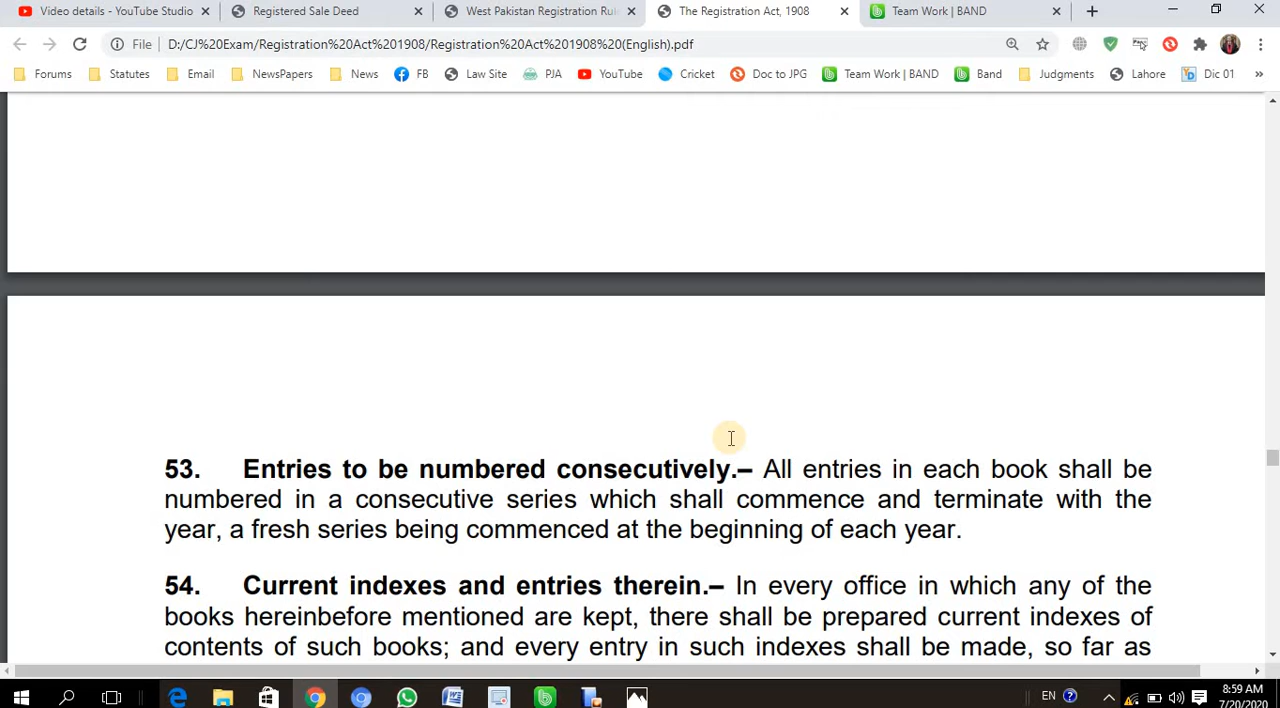 Video details - YouTube Studio
Registered Sale Deed
West Pakistan Registration Rul
The Registration Act, 1908
Team Work | BAND
File
D:/CJ%20Exam/Registration%20Act%201908/Registration%20Act%201908%20(English).pdf
Forums
Statutes
Email
NewsPapers
News
FB
Law Site
PJA
YouTube
Cricket
Doc to JPG
Team Work | BAND
Band
Judgments
Lahore
Dic 01
»
53. Entries to be numbered consecutively.– All entries in each book shall be
numbered in a consecutive series which shall commence and terminate with the
year, a fresh series being commenced at the beginning of each year.
54. Current indexes and entries therein.– In every office in which any of the
books hereinbefore mentioned are kept, there shall be prepared current indexes of
contents of such books; and every entry in such indexes shall be made, so far as
EN
8:59 AM
7/20/2020